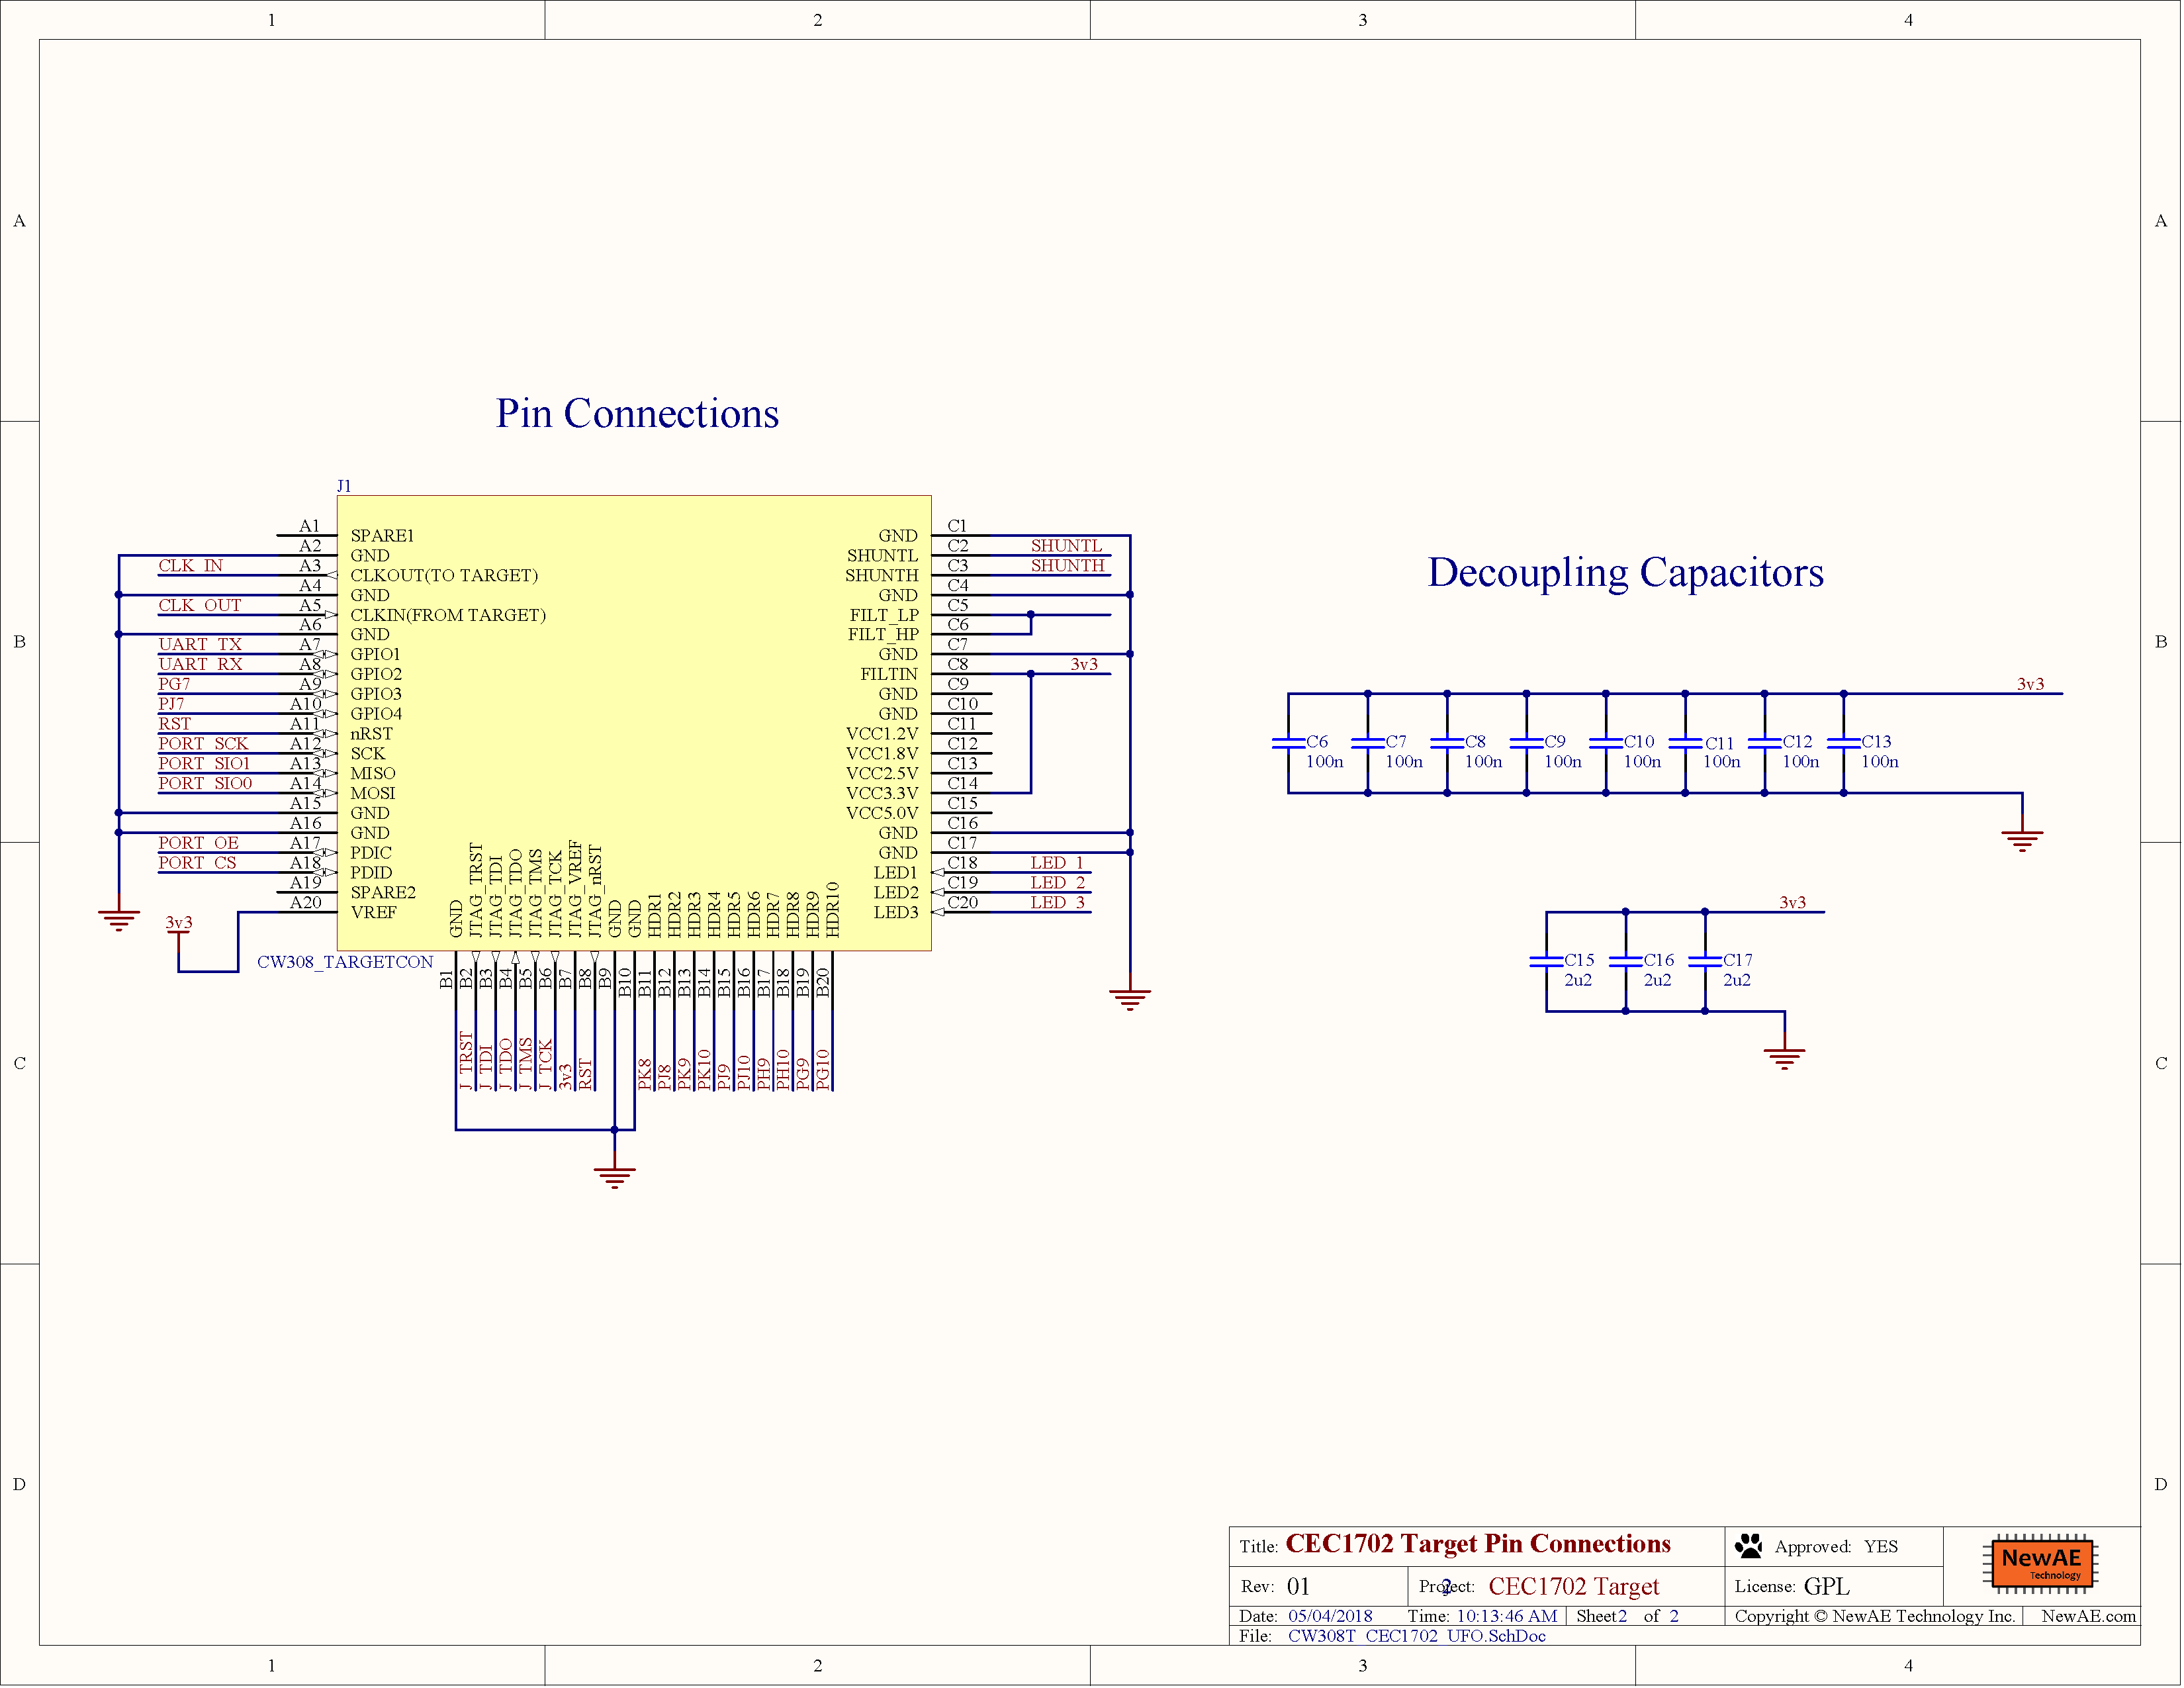 1 2 3 4
A A
Pin Connections
J1
A1 SPARE1 GND C1
A2 GND SHUNTL C2 SHUNTL
CLK_IN A3 CLKOUT(TO TARGET) SHUNTH C3 SHUNTH
A4 GND GND C4
CLK_OUT A5 CLKIN(FROM TARGET) FILT_LP C5
A6 GND FILT_HP C6
UART_TX A7 GPIO1 GND C7
UART_RX A8 GPIO2 FILTIN C8 3v3
PG7 A9 GPIO3 GND C9
PJ7 A10 GPIO4 GND C10
RST A11 nRST VCC1.2V C11
PORT_SCK A12 SCK VCC1.8V C12
PORT_SIO1 A13 MISO VCC2.5V C13
PORT_SIO0 A14 MOSI VCC3.3V C14
A15 GND VCC5.0V C15
A16 GND GND C16
PORT_OE A17 PDIC GND C17
PORT_CS A18 PDID LED1 C18 LED_1
A19 SPARE2 LED2 C19 LED_2
A20 VREF LED3 C20 LED_3
3v3
CW308_TARGETCON
GND JTAG_TRST JTAG_TDI JTAG_TDO JTAG_TMS JTAG_TCK JTAG_VREF JTAG_nRST GND GND HDR1 HDR2 HDR3 HDR4 HDR5 HDR6 HDR7 HDR8 HDR9 HDR10
B1 B2 B3 B4 B5 B6 B7 B8 B9 B10 B11 B12 B13 B14 B15 B16 B17 B18 B19 B20
J_TRST J_TDI J_TDO J_TMS J_TCK 3v3 RST PK8 PJ8 PK9 PK10 PJ9 PJ10 PH9 PH10 PG9 PG10
Decoupling Capacitors
B B
3v3
C6 C7 C8 C9 C10 C11 C12 C13
100n 100n 100n 100n 100n 100n 100n 100n
3v3
C15 C16 C17
2u2 2u2 2u2
C C
D D
Title: CEC1702 Target Pin Connections
Approved: YES
Rev: 01
Project: CEC1702 Target
2
License: GPL
NewAE
Technology
Date: 05/04/2018 Time: 10:13:46 AM Sheet 2 of 2
Copyright © NewAE Technology Inc. NewAE.com
File: CW308T_CEC1702_UFO.SchDoc
1 2 3 4